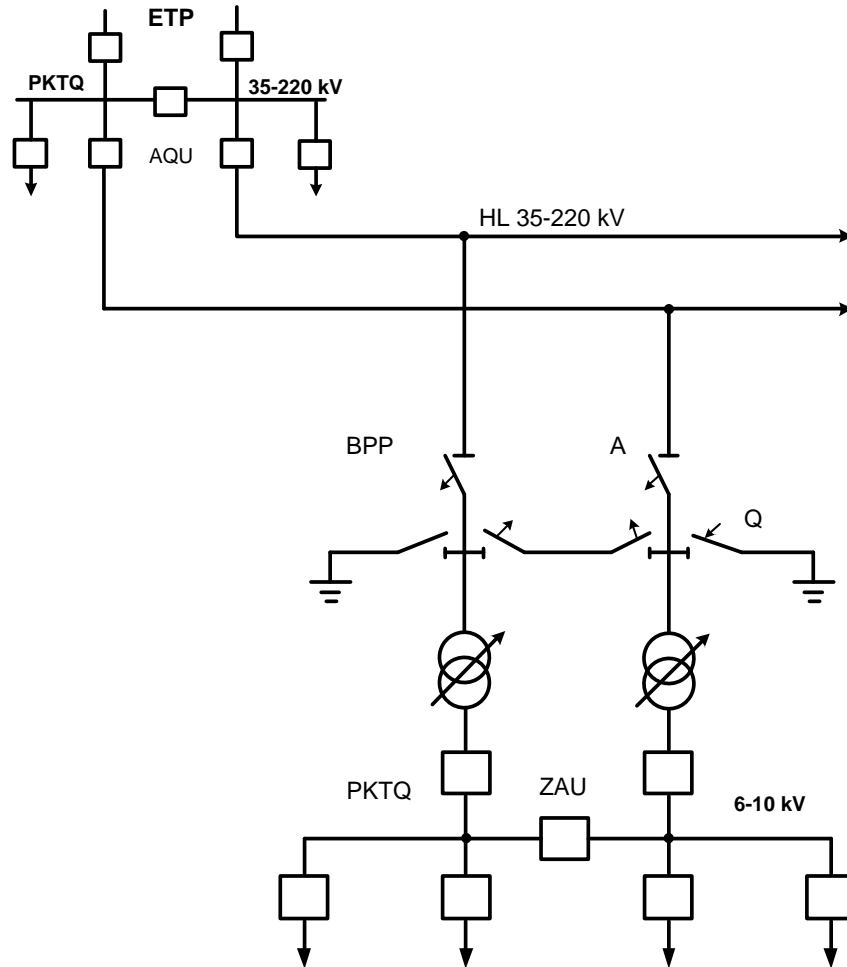 ETP
PKTQ
35-220 kV
AQU
HL 35-220 kV
BPP
A
Q
PKTQ
ZAU
6-10 kV